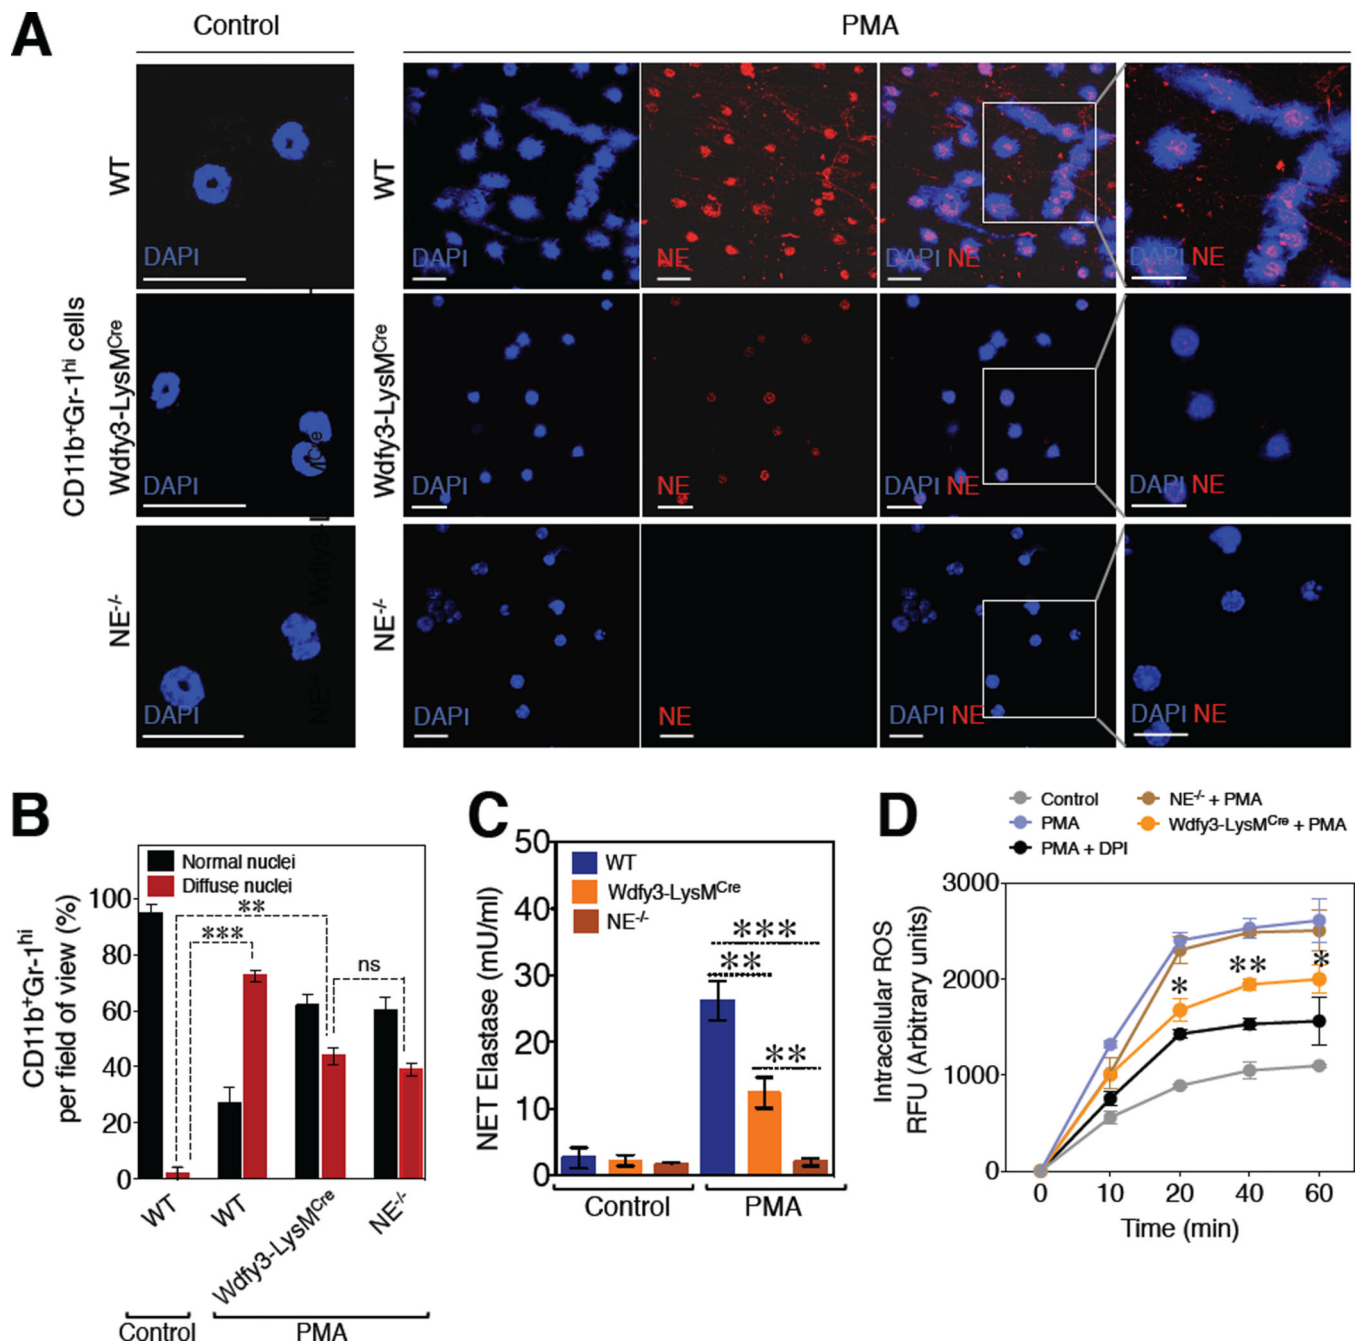 A
Control
PMA
CD11b⁺Gr-1ʰⁱ cells
WT
DAPI
WT
DAPI
NE
DAPI NE
DAPI NE
Wdfy3-LysMᶜʳᵉ
DAPI
Wdfy3-LysMᶜʳᵉ
DAPI
NE
DAPI NE
DAPI NE
NE⁻/⁻
DAPI
NE⁻/⁻
DAPI
NE
DAPI NE
DAPI NE
B
Normal nuclei
Diffuse nuclei
CD11b⁺Gr-1ʰⁱ
per field of view (%)
100
80
60
40
20
0
**
***
ns
WT
WT
Wdfy3-LysMᶜʳᵉ
NE⁻/⁻
Control
PMA
C
WT
Wdfy3-LysMᶜʳᵉ
NE⁻/⁻
NET Elastase (mU/ml)
50
40
30
20
10
0
***
**
**
Control
PMA
D
Control
PMA
PMA + DPI
NE⁻/⁻ + PMA
Wdfy3-LysMᶜʳᵉ + PMA
Intracellular ROS
RFU (Arbitrary units)
3000
2000
1000
0
*
**
*
0
10
20
40
60
Time (min)